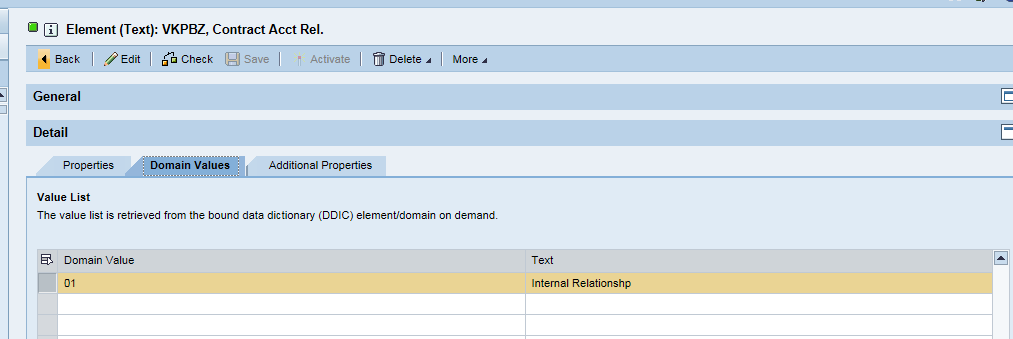 Element (Text): VKPBZ, Contract Acct Rel.
Back Edit Check Save Activate Delete More
General
Detail
Properties Domain Values Additional Properties
Value List
The value list is retrieved from the bound data dictionary (DDIC) element/domain on demand.
Domain Value Text
01 Internal Relationshp